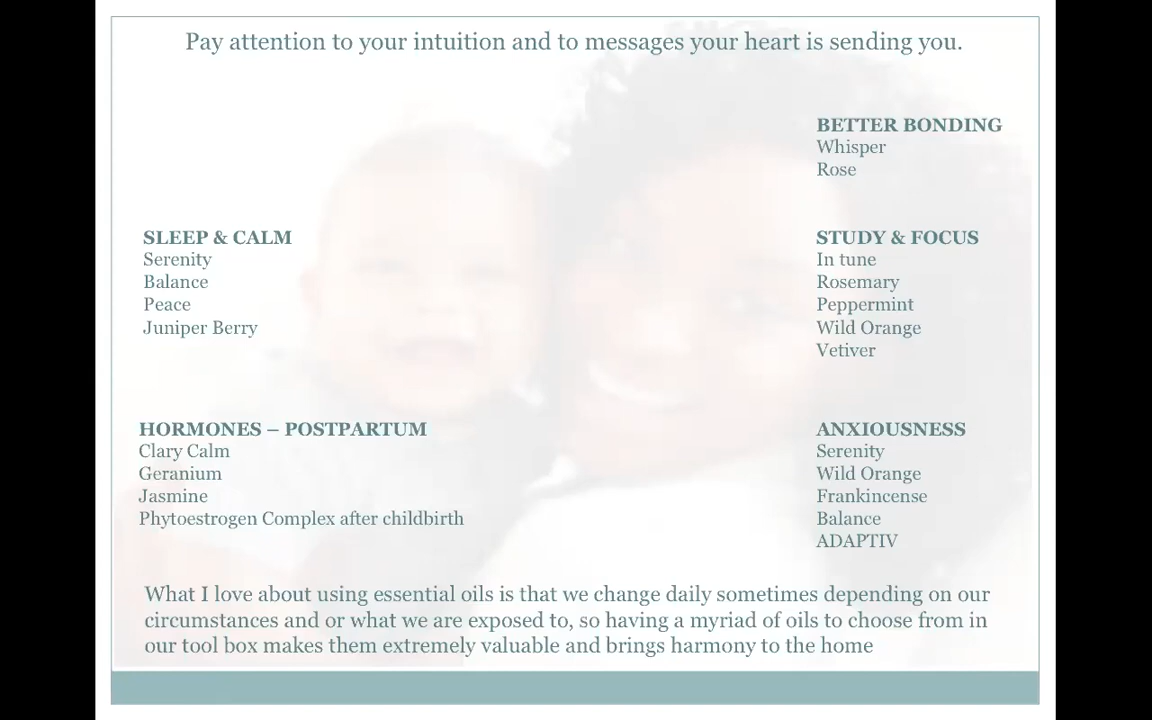 Pay attention to your intuition and to messages your heart is sending you.
BETTER BONDING
Whisper
Rose
SLEEP & CALM
Serenity
Balance
Peace
Juniper Berry
STUDY & FOCUS
In tune
Rosemary
Peppermint
Wild Orange
Vetiver
HORMONES – POSTPARTUM
Clary Calm
Geranium
Jasmine
Phytoestrogen Complex after childbirth
ANXIOUSNESS
Serenity
Wild Orange
Frankincense
Balance
ADAPTIV
What I love about using essential oils is that we change daily sometimes depending on our
circumstances and or what we are exposed to, so having a myriad of oils to choose from in
our tool box makes them extremely valuable and brings harmony to the home